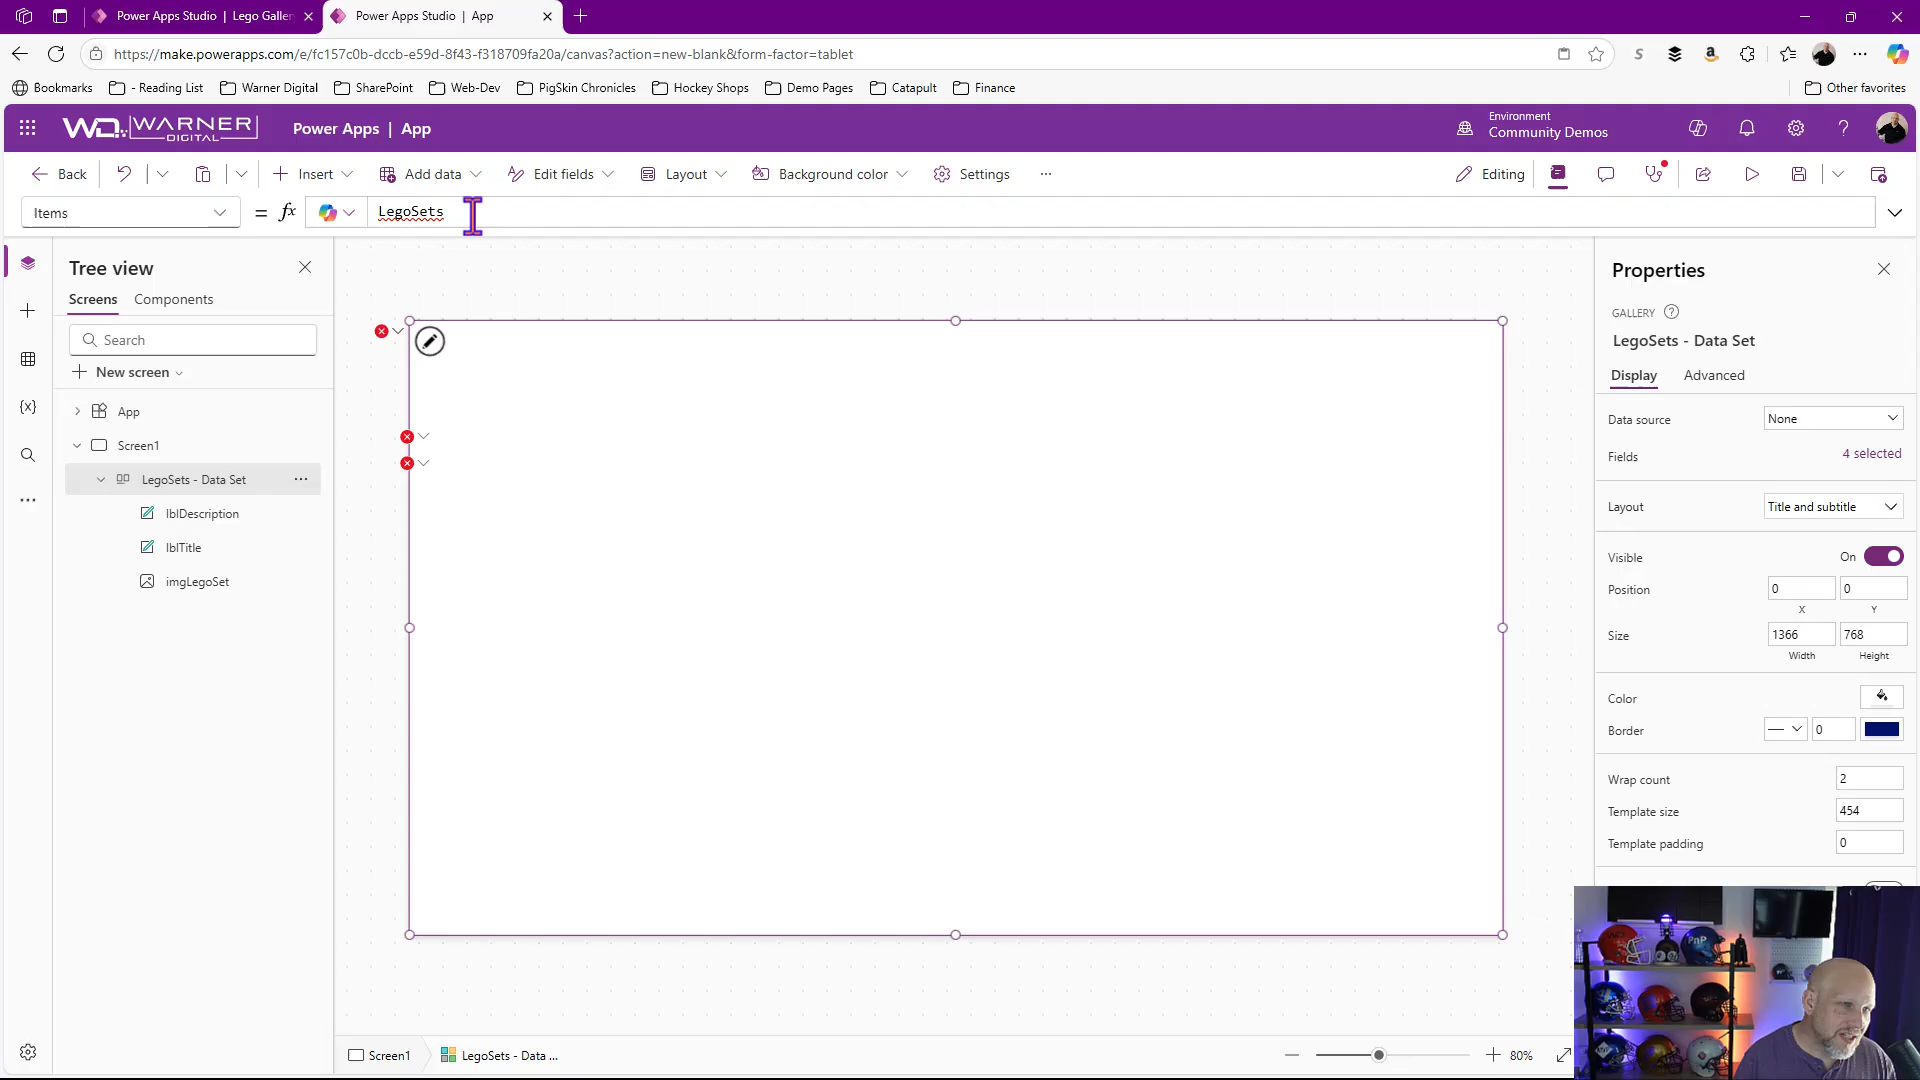 Power Apps Studio | Lego Galler
Power Apps Studio | App
https://make.powerapps.com/e/fc157c0b-dccb-e59d-8f43-f318709fa20a/canvas?action=new-blank&form-factor=tablet
Bookmarks
- Reading List
Warner Digital
SharePoint
Web-Dev
PigSkin Chronicles
Hockey Shops
Demo Pages
Catapult
Finance
Other favorites
WD. WARNER DIGITAL
Power Apps | App
Environment
Community Demos
Back
Insert
Add data
Edit fields
Layout
Background color
Settings
Editing
Items
= fx
LegoSets
Tree view
Screens
Components
Search
New screen
App
Screen1
LegoSets - Data Set
lblDescription
lblTitle
imgLegoSet
Properties
GALLERY
LegoSets - Data Set
Display
Advanced
Data source
None
Fields
4 selected
Layout
Title and subtitle
Visible
On
Position
0
0
X
Y
Size
1366
768
Width
Height
Color
Border
0
Wrap count
2
Template size
454
Template padding
0
Screen1
LegoSets - Data ...
80%
PnP